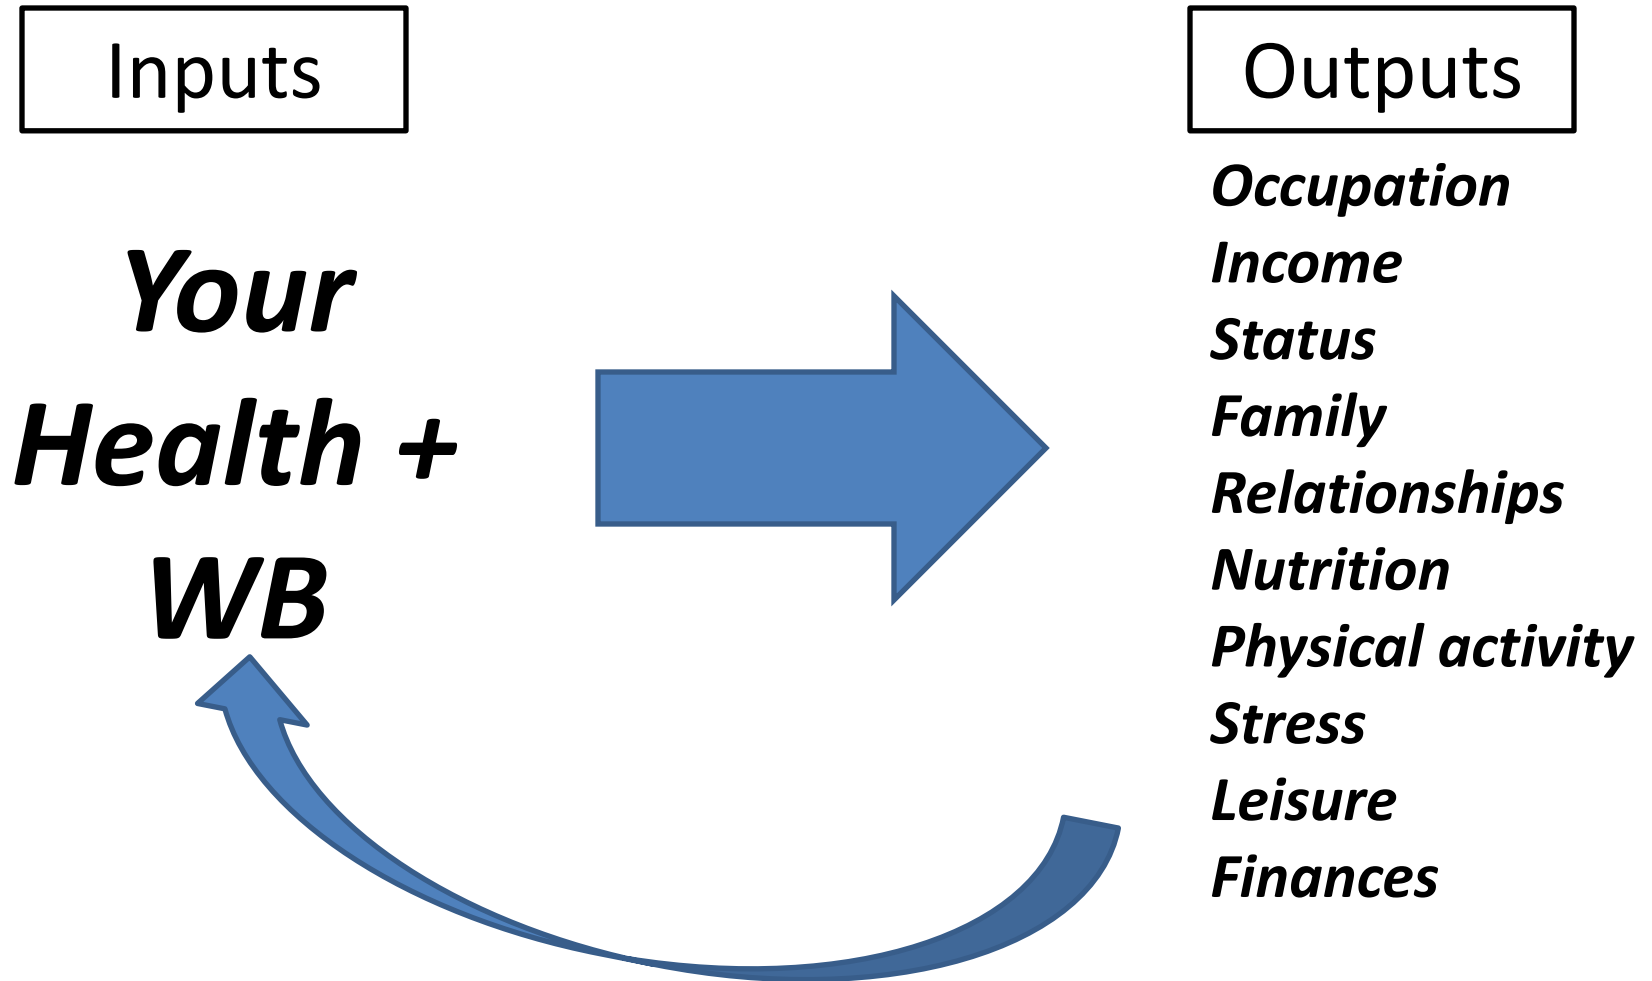 Inputs
Your
Health +
WB
Outputs
Occupation
Income
Status
Family
Relationships
Nutrition
Physical activity
Stress
Leisure
Finances